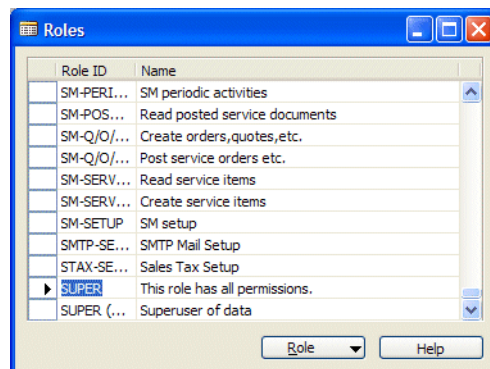 Roles
Role ID Name
SM-PERI... SM periodic activities
SM-POS... Read posted service documents
SM-Q/O/... Create orders,quotes,etc.
SM-Q/O/... Post service orders etc.
SM-SERV... Read service items
SM-SERV... Create service items
SM-SETUP SM setup
SMTP-SE... SMTP Mail Setup
STAX-SE... Sales Tax Setup
SUPER This role has all permissions.
SUPER (... Superuser of data
Role Help